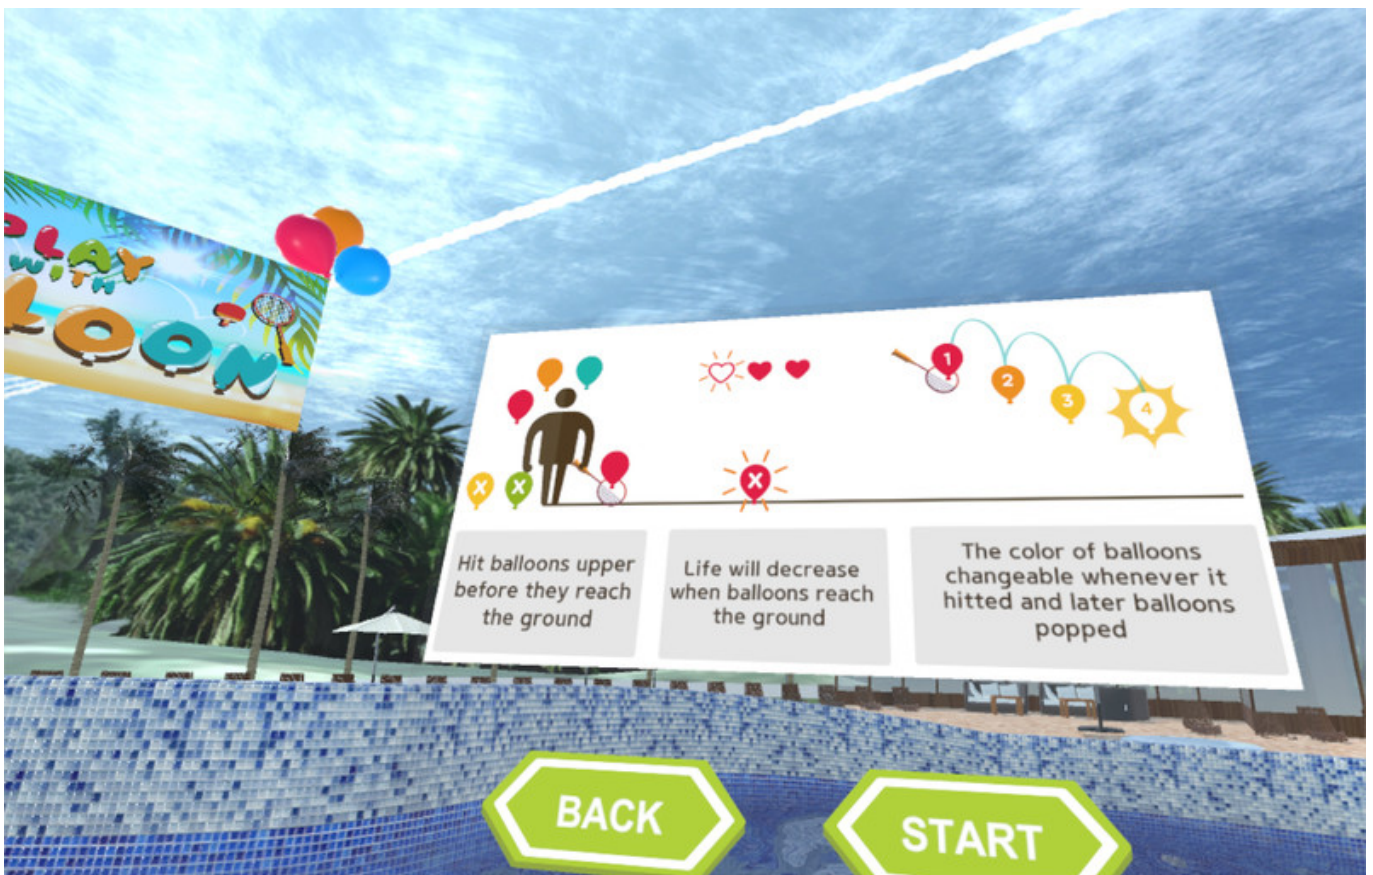 PLAY
WITH
LOON
X
X
X
1
2
3
4
Hit balloons upper
before they reach
the ground
Life will decrease
when balloons reach
the ground
The color of balloons
changeable whenever it
hitted and later balloons
popped
BACK
START